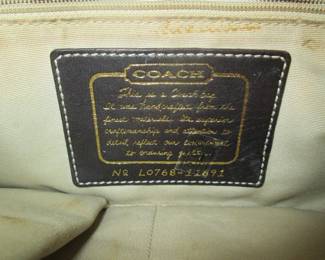 COACH
This is a Coach bag.
It was handcrafted from the
finest materials. Its superior
craftsmanship and attention to
detail reflect our commitment
to enduring quality.
No L0768-11891